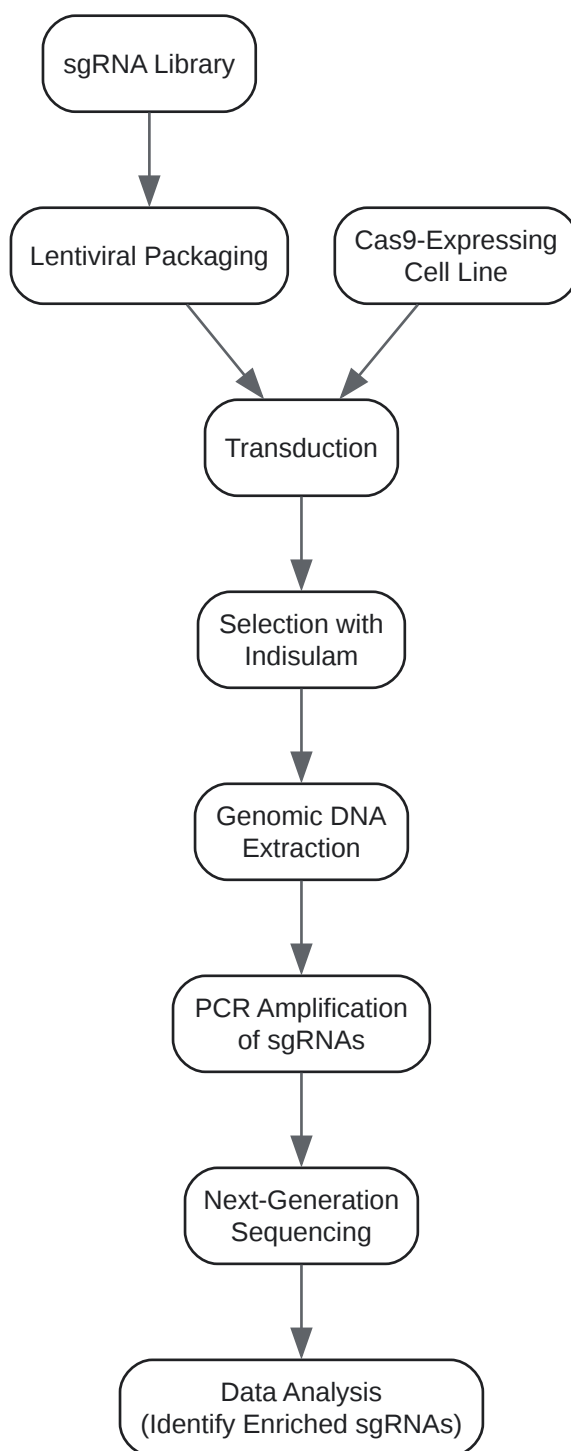 sgRNA Library
Lentiviral Packaging
Cas9-Expressing
Cell Line
Transduction
Selection with
Indisulam
Genomic DNA
Extraction
PCR Amplification
of sgRNAs
Next-Generation
Sequencing
Data Analysis
(Identify Enriched sgRNAs)